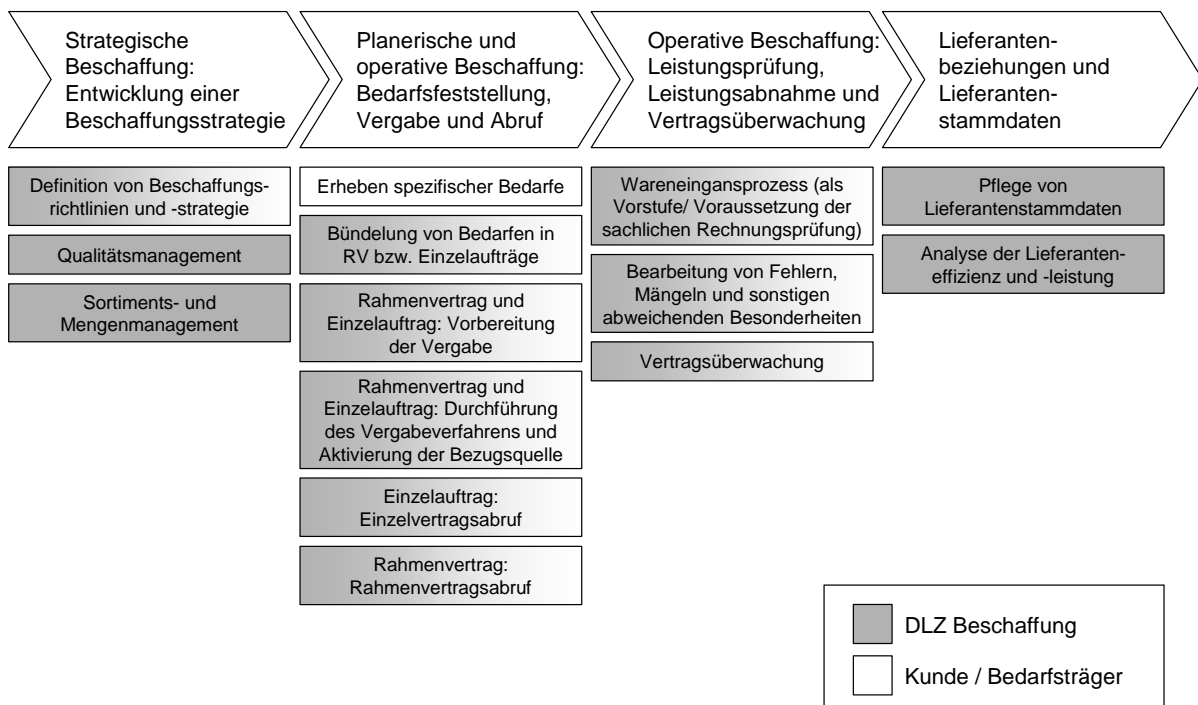 Strategische
Beschaffung:
Entwicklung einer
Beschaffungsstrategie
Planerische und
operative Beschaffung:
Bedarfsfeststellung,
Vergabe und Abruf
Operative Beschaffung:
Leistungsprüfung,
Leistungsabnahme und
Vertragsüberwachung
Lieferanten-
beziehungen und
Lieferanten-
stammdaten
Definition von Beschaffungs-
richtlinien und -strategie
Qualitätsmanagement
Sortiments- und
Mengenmanagement
Erheben spezifischer Bedarfe
Bündelung von Bedarfen in
RV bzw. Einzelaufträge
Rahmenvertrag und
Einzelauftrag: Vorbereitung
der Vergabe
Rahmenvertrag und
Einzelauftrag: Durchführung
des Vergabeverfahrens und
Aktivierung der Bezugsquelle
Einzelauftrag:
Einzelvertragsabruf
Rahmenvertrag:
Rahmenvertragsabruf
Wareneingansprozess (als
Vorstufe/ Voraussetzung der
sachlichen Rechnungsprüfung)
Bearbeitung von Fehlern,
Mängeln und sonstigen
abweichenden Besonderheiten
Vertragsüberwachung
Pflege von
Lieferantenstammdaten
Analyse der Lieferanten-
effizienz und -leistung
DLZ Beschaffung
Kunde / Bedarfsträger